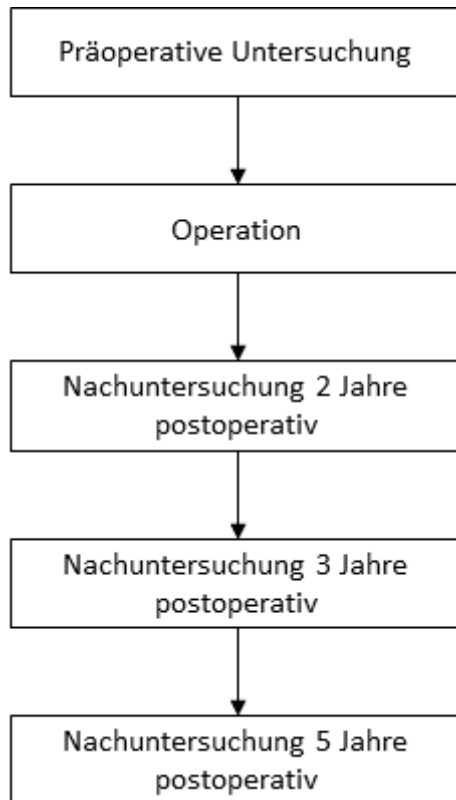 Präoperative Untersuchung
Operation
Nachuntersuchung 2 Jahre
postoperativ
Nachuntersuchung 3 Jahre
postoperativ
Nachuntersuchung 5 Jahre
postoperativ